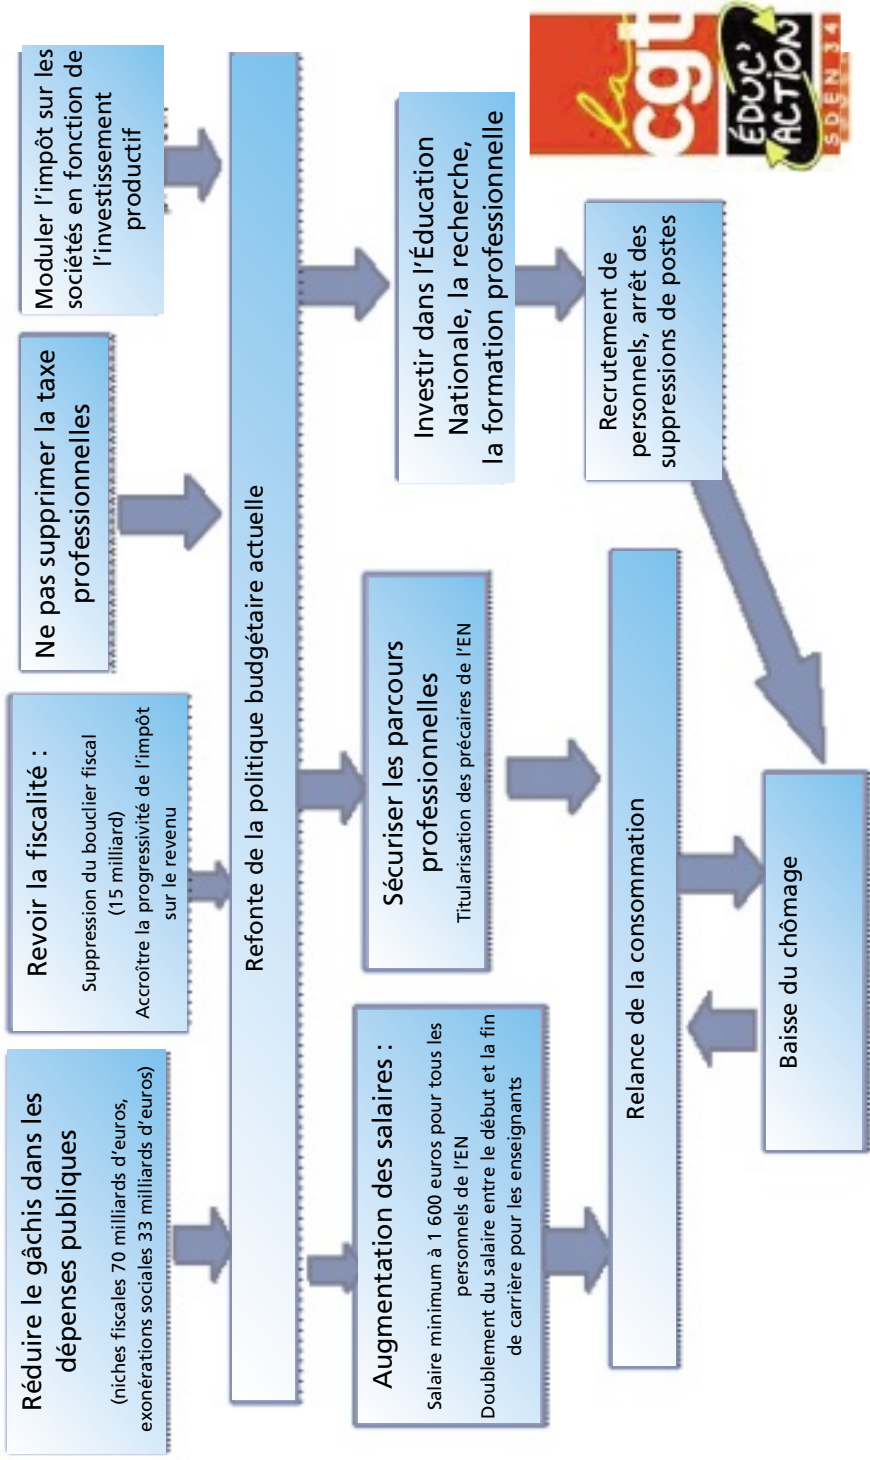 Réduire le gâchis dans les
dépenses publiques
(niches fiscales 70 milliards d'euros,
exonérations sociales 33 milliards d'euros)
Revoir la fiscalité :
Suppression du bouclier fiscal
(15 milliard)
Accroître la progressivité de l'impôt
sur le revenu
Ne pas supprimer la taxe
professionnelles
Moduler l'impôt sur les
sociétés en fonction de
l'investissement
productif
Refonte de la politique budgétaire actuelle
Augmentation des salaires :
Salaire minimum à 1 600 euros pour tous les
personnels de l'EN
Doublement du salaire entre le début et la fin
de carrière pour les enseignants
Sécuriser les parcours
professionnelles
Titularisation des précaires de l'EN
Investir dans l'Éducation
Nationale, la recherche,
la formation professionnelle
Recrutement de
personnels, arrêt des
suppressions de postes
Relance de la consommation
Baisse du chômage
la
cgt
ÉDUC'
ACTION
SDEN 34